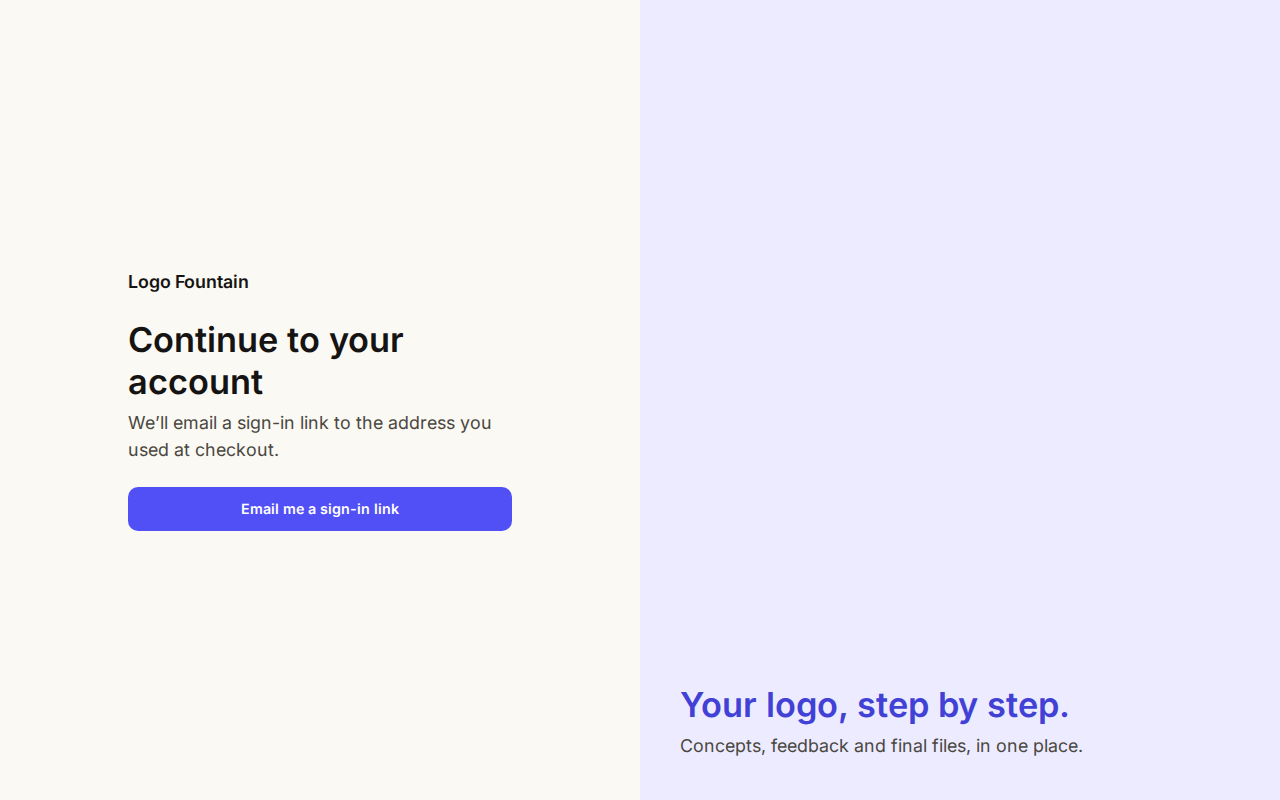 Logo Fountain
Continue to your
account
We’ll email a sign-in link to the address you
used at checkout.
Email me a sign-in link
Your logo, step by step.
Concepts, feedback and final files, in one place.